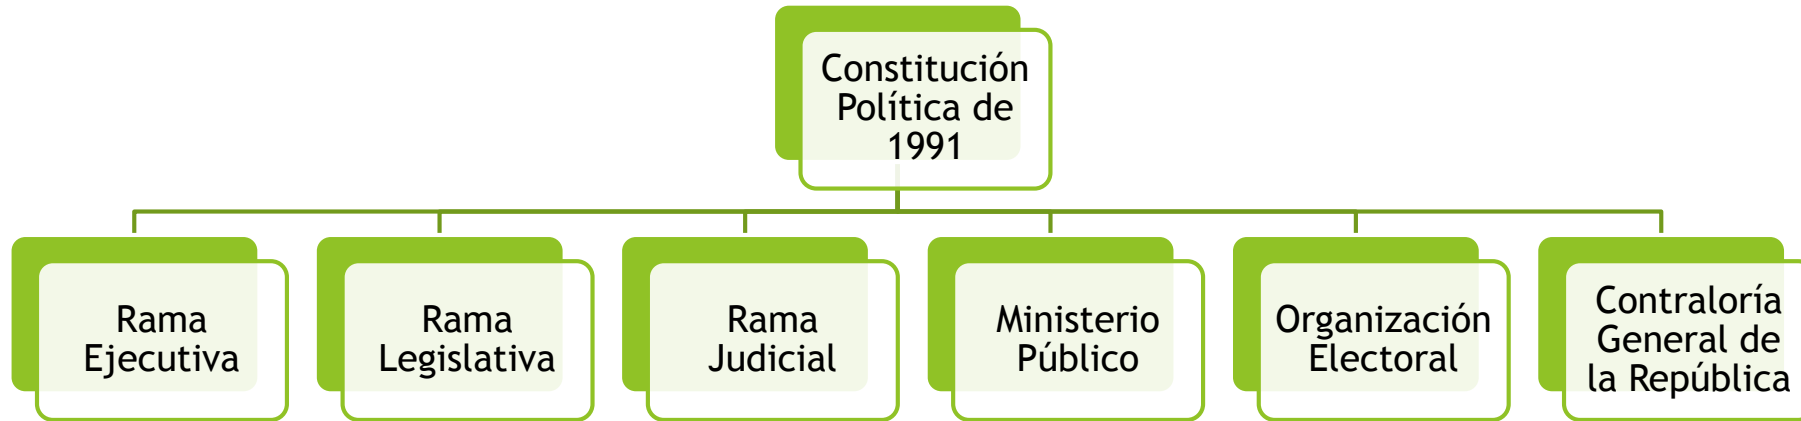 Constitución
Política de
1991
Rama
Ejecutiva
Rama
Legislativa
Rama
Judicial
Ministerio
Público
Organización
Electoral
Contraloría
General de
la República